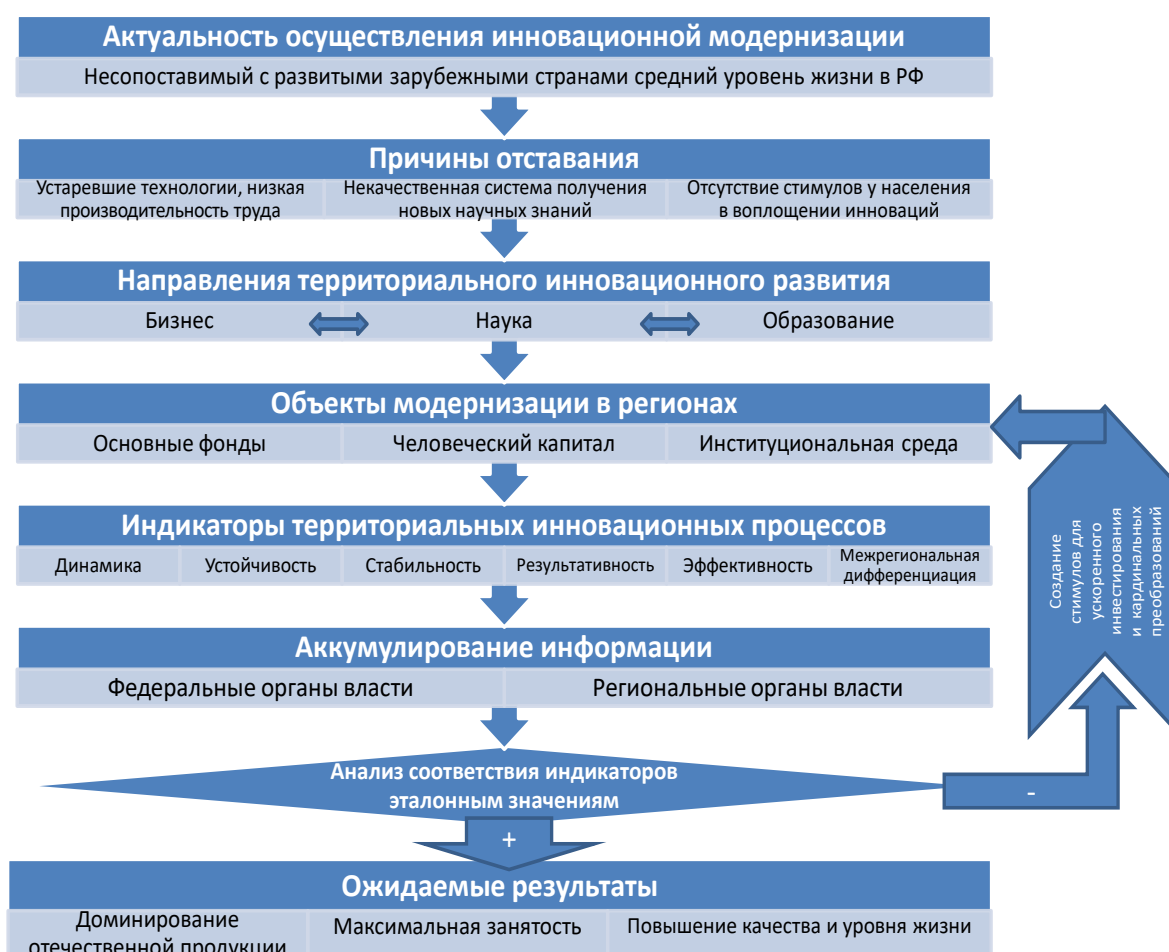 Актуальность осуществления инновационной модернизации
Несопоставимый с развитыми зарубежными странами средний уровень жизни в РФ
Причины отставания
Устаревшие технологии, низкая
производительность труда
Некачественная система получения
новых научных знаний
Отсутствие стимулов у населения
в воплощении инноваций
Направления территориального инновационного развития
Бизнес
Наука
Образование
Объекты модернизации в регионах
Основные фонды
Человеческий капитал
Институциональная среда
Индикаторы территориальных инновационных процессов
Динамика
Устойчивость
Стабильность
Результативность
Эффективность
Межрегиональная
дифференциация
Аккумулирование информации
Федеральные органы власти
Региональные органы власти
Анализ соответствия индикаторов
эталонным значениям
-
Создание
стимулов для
ускоренного
инвестирования
и кардинальных
преобразований
+
Ожидаемые результаты
Доминирование
отечественной продукции
Максимальная занятость
Повышение качества и уровня жизни